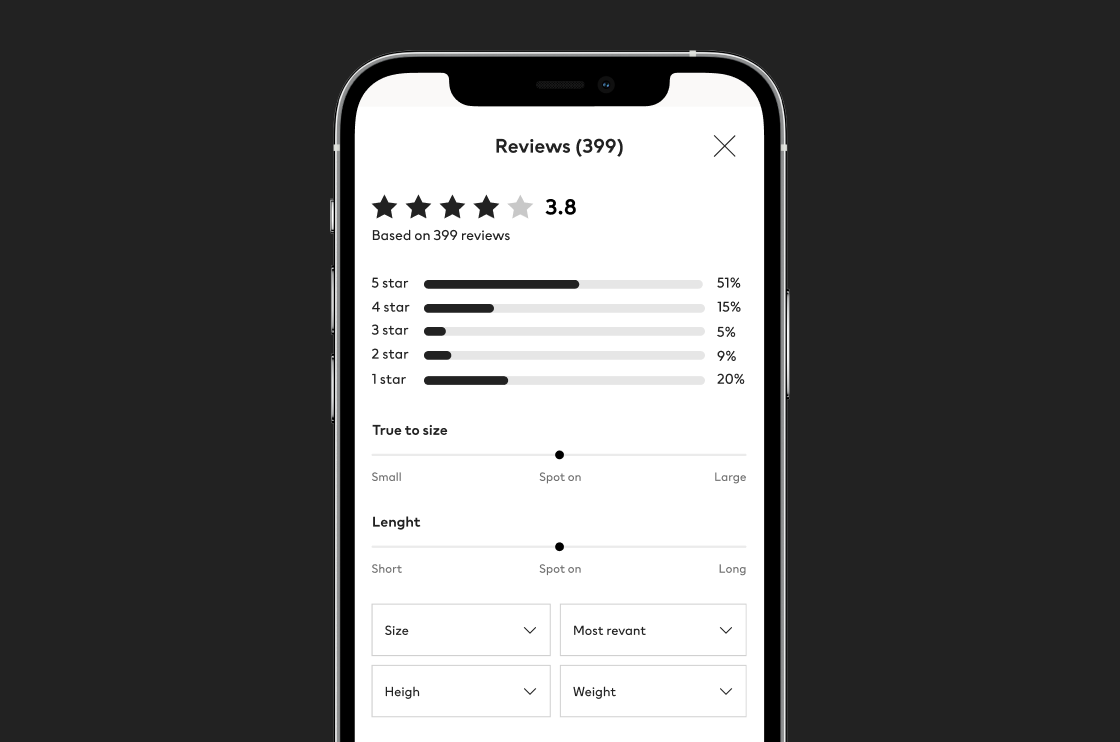 Reviews (399)
3.8
Based on 399 reviews
5 star 51%
4 star 15%
3 star 5%
2 star 9%
1 star 20%
True to size
Small Spot on Large
Lenght
Short Spot on Long
Size Most revant
Heigh Weight